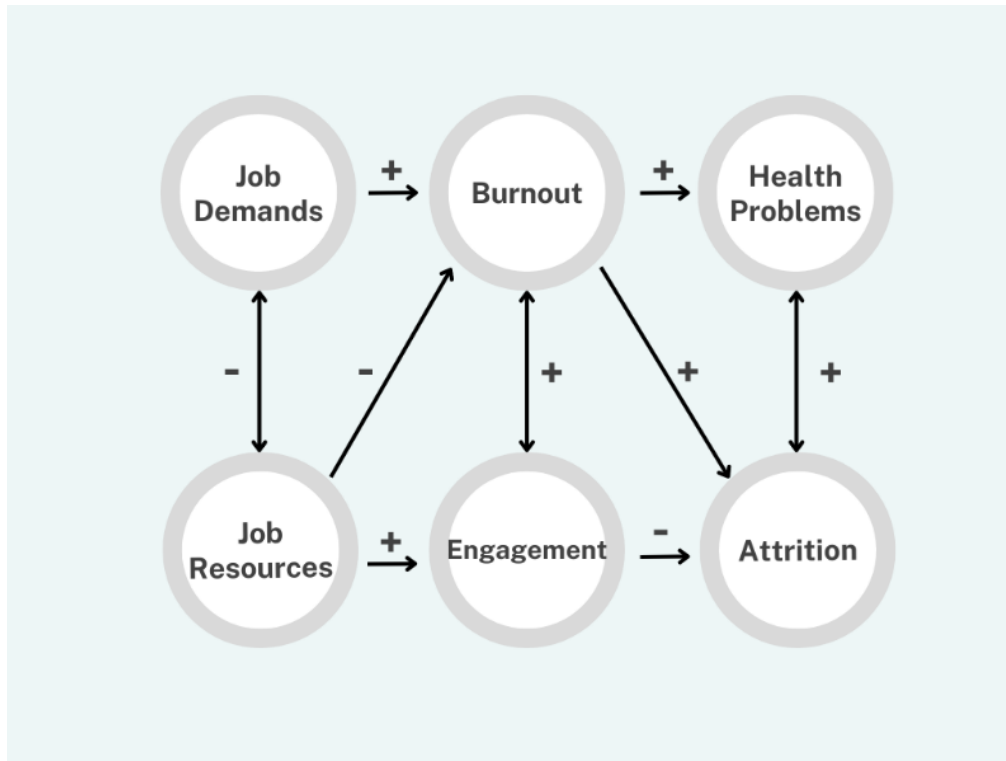 +
+
Job
Demands
Burnout
Health
Problems
-
-
+
+
+
Job
Resources
+
Engagement
-
Attrition